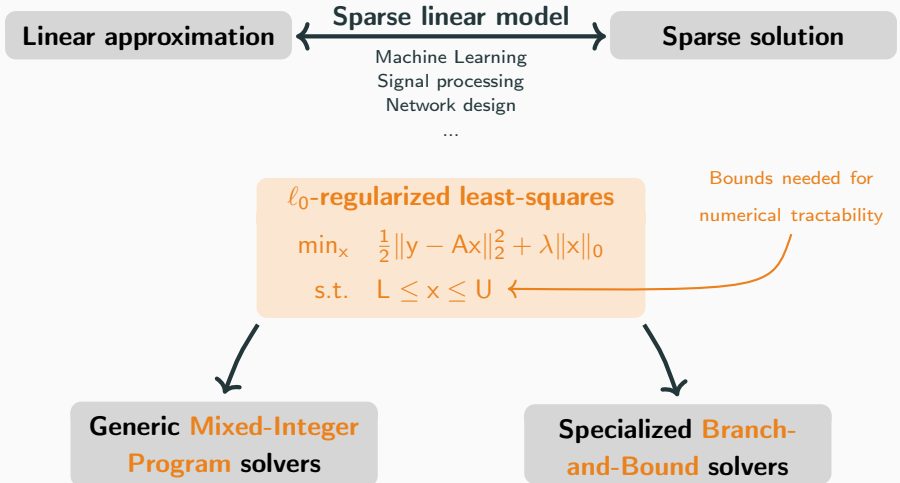 Linear approximation
Sparse linear model
Sparse solution
Machine Learning
Signal processing
Network design
...
ℓ₀-regularized least-squares
minₓ ½‖y − Ax‖₂² + λ‖x‖₀
s.t. L ≤ x ≤ U
Bounds needed for
numerical tractability
Generic Mixed-Integer
Program solvers
Specialized Branch-
and-Bound solvers